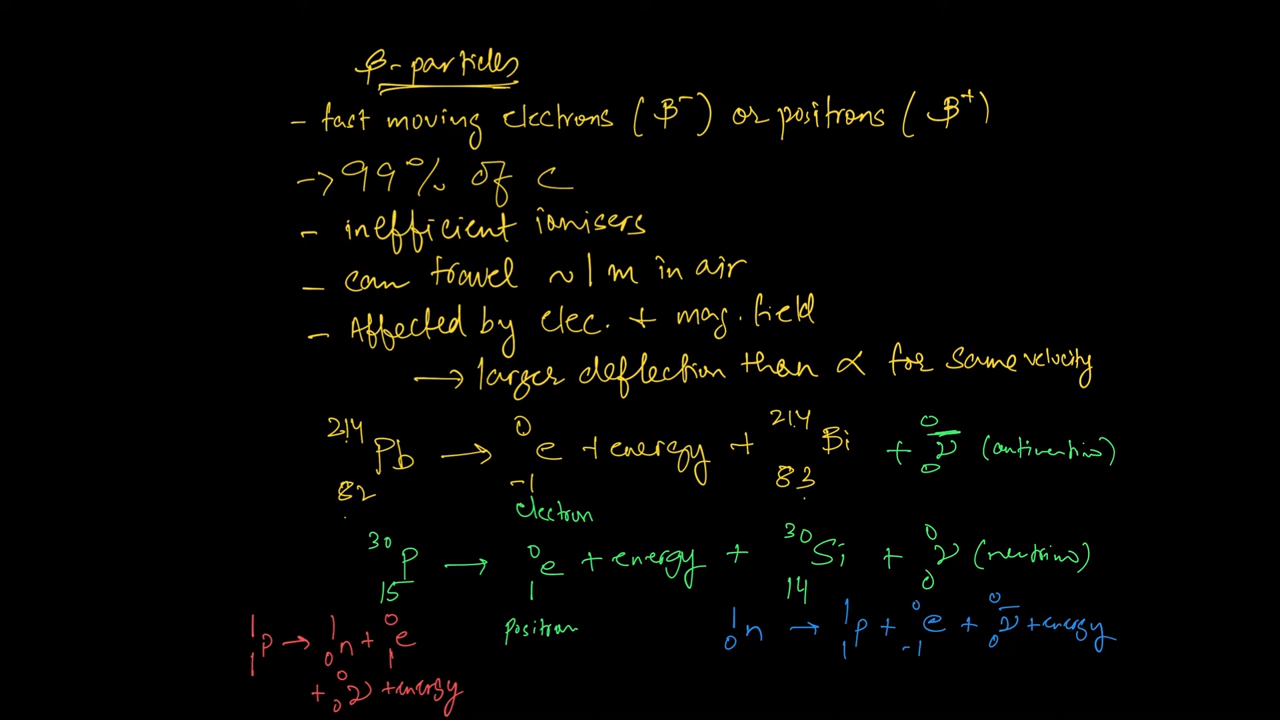 β-particles
- fast moving electrons (β⁻) or positrons (β⁺)
→ 99% of c
- inefficient ionisers
- can travel ~1 m in air
- Affected by elec. + mag. field
→ larger deflection than α for same velocity
²¹⁴₈₂Pb → ⁰₋₁e + energy + ²¹⁴₈₃Bi + ⁰₀ν̅ (antineutrino)
electron
³⁰₁₅P → ⁰₁e + energy + ³⁰₁₄Si + ⁰₀ν (neutrino)
positron
¹₁p → ¹₀n + ⁰₁e
+ ⁰₀ν + energy
¹₀n → ¹₁p + ⁰₋₁e + ⁰₀ν̅ + energy